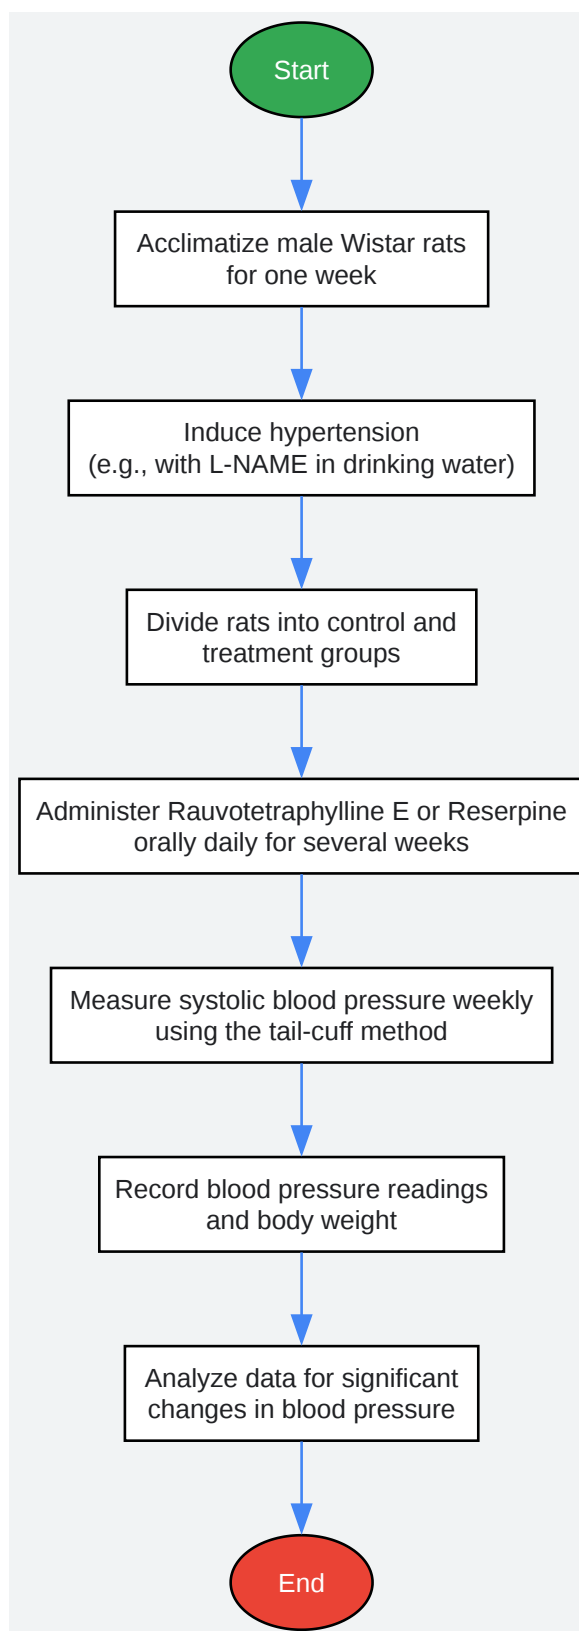 Start
Acclimatize male Wistar rats
for one week
Induce hypertension
(e.g., with L-NAME in drinking water)
Divide rats into control and
treatment groups
Administer Rauvotetraphylline E or Reserpine
orally daily for several weeks
Measure systolic blood pressure weekly
using the tail-cuff method
Record blood pressure readings
and body weight
Analyze data for significant
changes in blood pressure
End